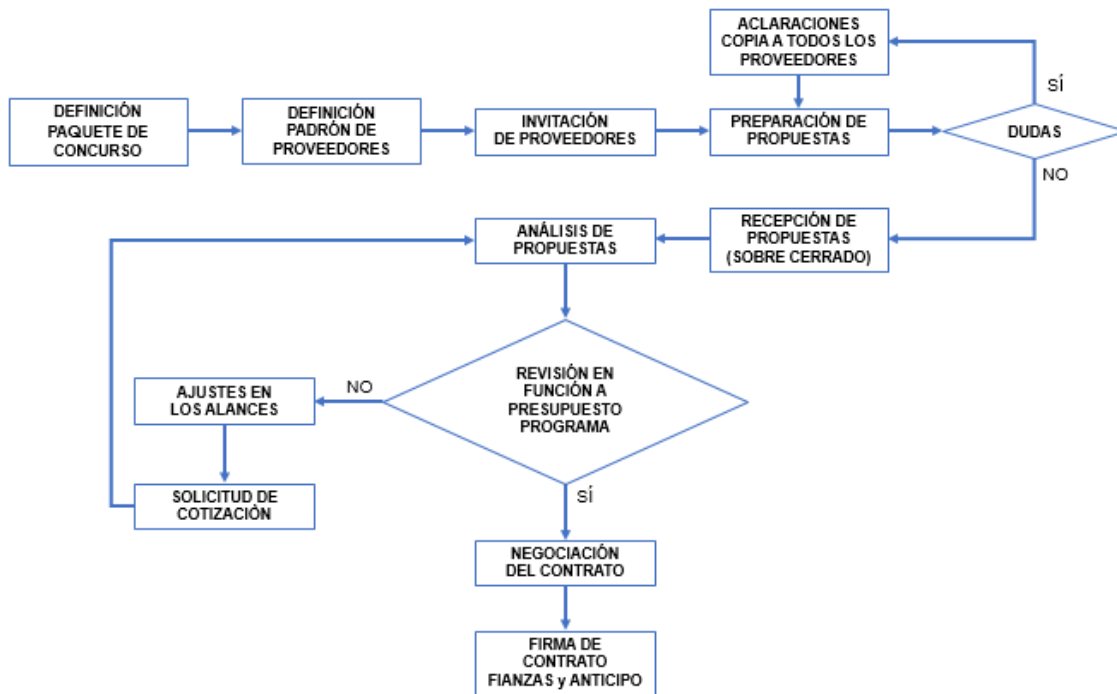 ACLARACIONES
COPIA A TODOS LOS
PROVEEDORES
SÍ
DEFINICIÓN
PAQUETE DE
CONCURSO
DEFINICIÓN
PADRÓN DE
PROVEEDORES
INVITACIÓN
DE PROVEEDORES
PREPARACIÓN DE
PROPUESTAS
DUDAS
NO
RECEPCIÓN DE
PROPUESTAS
(SOBRE CERRADO)
ANÁLISIS DE
PROPUESTAS
REVISIÓN EN
FUNCIÓN A
PRESUPUESTO
PROGRAMA
NO
AJUSTES EN
LOS ALANCES
SOLICITUD DE
COTIZACIÓN
SÍ
NEGOCIACIÓN
DEL CONTRATO
FIRMA DE
CONTRATO
FIANZAS y ANTICIPO